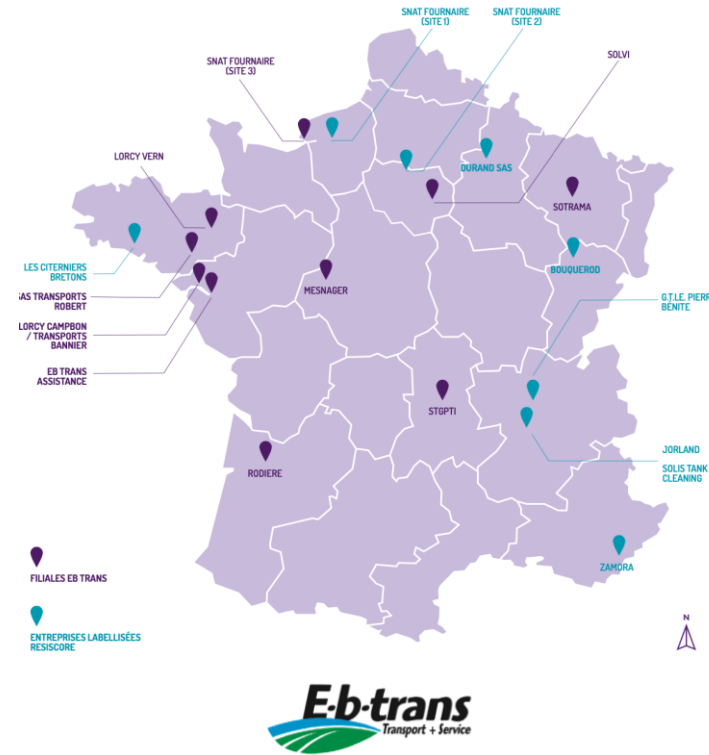 SNAT FOURNAIRE
(SITE 1)
SNAT FOURNAIRE
(SITE 2)
SOLVI
SNAT FOURNAIRE
(SITE 3)
LORCY VERN
DURAND SAS
SOTRAMA
LES CITERNIERS
BRETONS
BOUQUEROD
MESNAGER
SAS TRANSPORTS
ROBERT
G.T.I.E. PIERR
BÉNITE
LORCY CAMPBON
/ TRANSPORTS
BANNIER
EB TRANS
ASSISTANCE
STGPTI
JORLAND
RODIERE
SOLIS TANK
CLEANING
ZAMORA
FILIALES EB TRANS
ENTREPRISES LABELLISÉES
RESISCORE
N
E-b-trans
Transport + Service